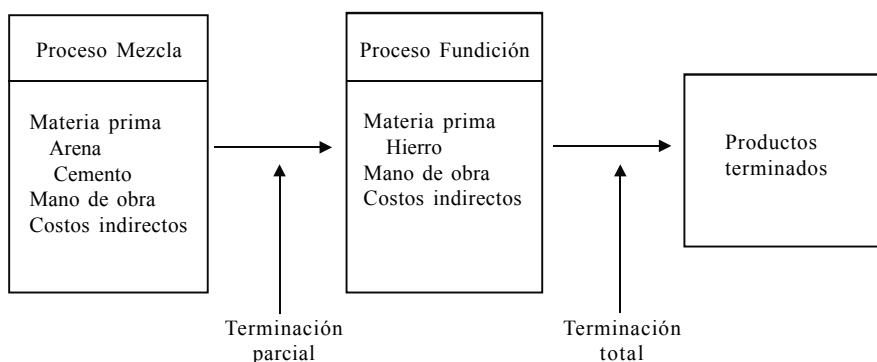 Proceso Mezcla
Materia prima
Arena
Cemento
Mano de obra
Costos indirectos
Terminación
parcial
Proceso Fundición
Materia prima
Hierro
Mano de obra
Costos indirectos
Terminación
total
Productos
terminados